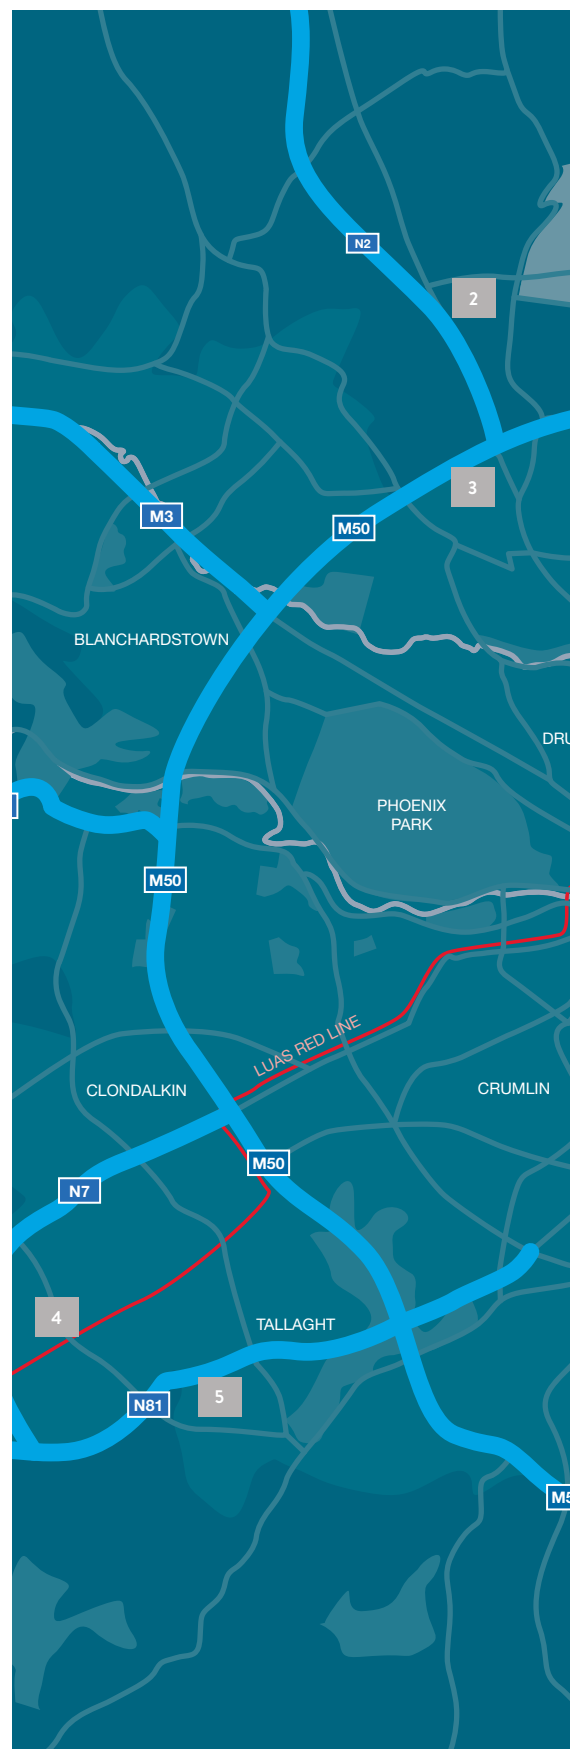 N2
2
3
M3
M50
BLANCHARDSTOWN
DRU
PHOENIX
PARK
M50
LUAS RED LINE
CLONDALKIN
CRUMLIN
M50
N7
4
TALLAGHT
5
N81
M5